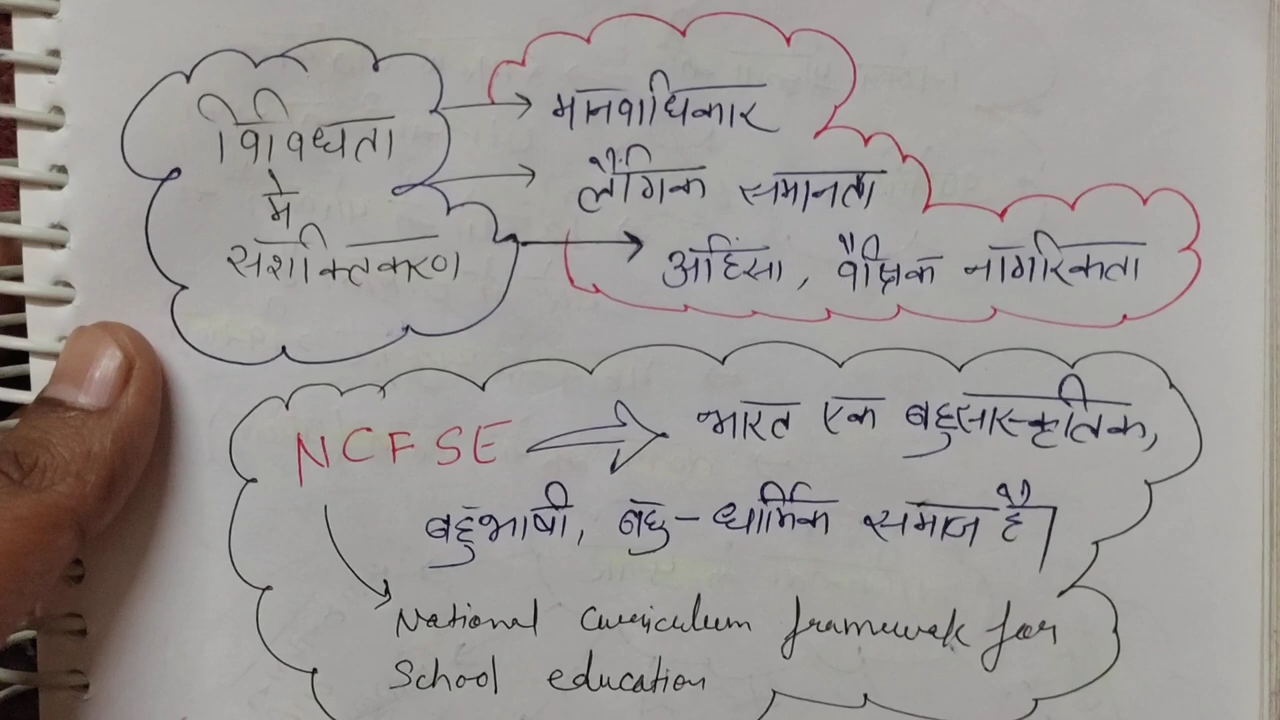 विविधता
में
सशक्तिकरण
मानवाधिकार
लैंगिक समानता
अहिंसा, वैश्विक नागरिकता
NCFSE भारत एक बहुसांस्कृतिक,
बहुभाषी, बहु-धार्मिक समाज है।
National Curriculum framework for
School education